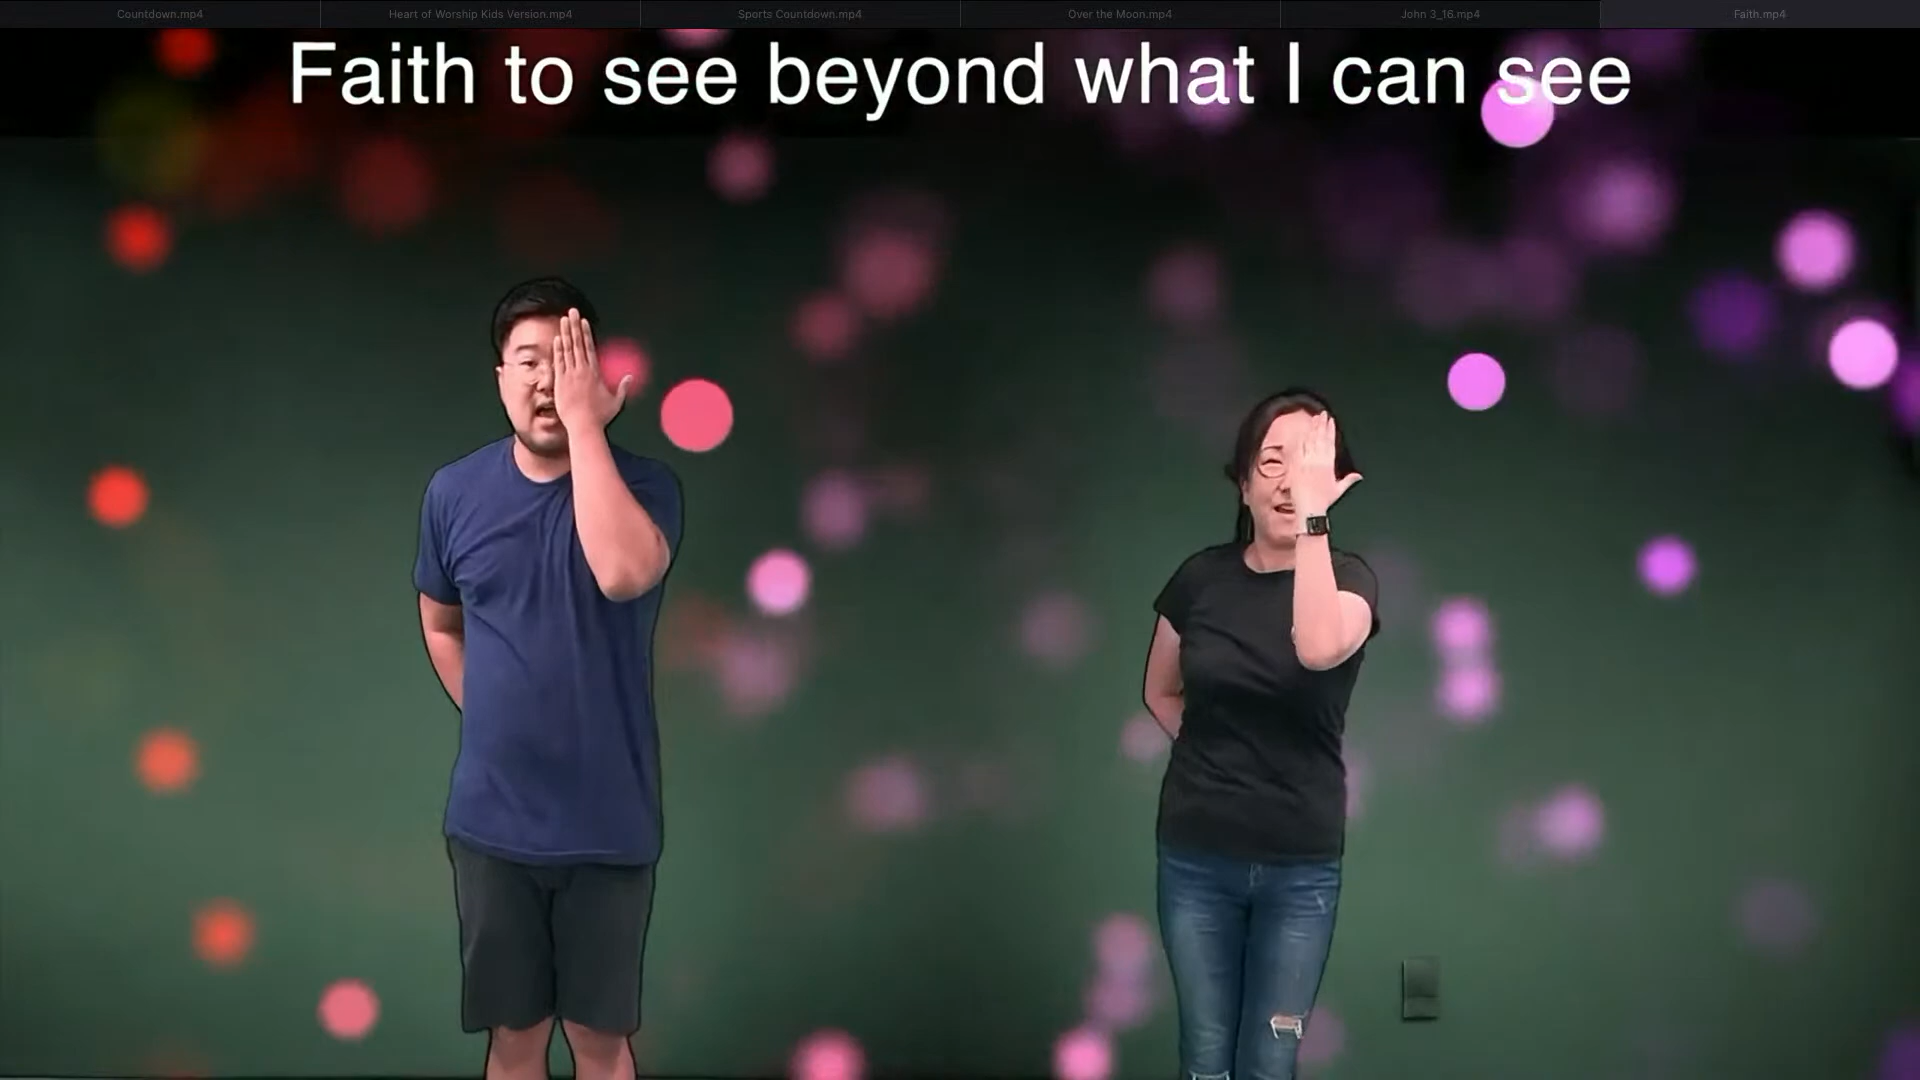 Countdown.mp4
Heart of Worship Kids Version.mp4
Sports Countdown.mp4
Over the Moon.mp4
John 3_16.mp4
Faith.mp4
Faith to see beyond what I can see